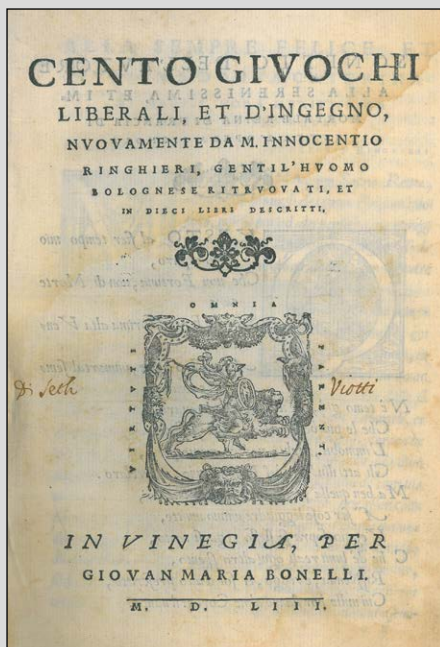 CENTO GIVOCHI
LIBERALI, ET D'INGEGNO,
NVOVAMENTE DA M. INNOCENTIO
RINGHIERI, GENTIL'HVOMO
BOLOGNESE RITRVOVATI, ET
IN DIECI LIBRI DESCRITTI.
OMNIA
VIRTVTI
PARENT.
di Seth
Viotti
IN VINEGIA, PER
GIOVAN MARIA BONELLI.
M. D. LIII.